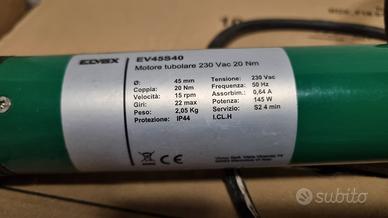 ELVOX
EV45S40
Motore tubolare 230 Vac 20 Nm
Ø: 45 mm Tensione: 230 Vac
Coppia: 20 Nm Frequenza: 50 Hz
Velocità: 15 rpm Assorbim.: 0,64 A
Giri: 22 max Potenza: 145 W
Peso: 2,05 Kg Servizio: S2 4 min
Protezione: IP44 I.CL.H
CE
subito